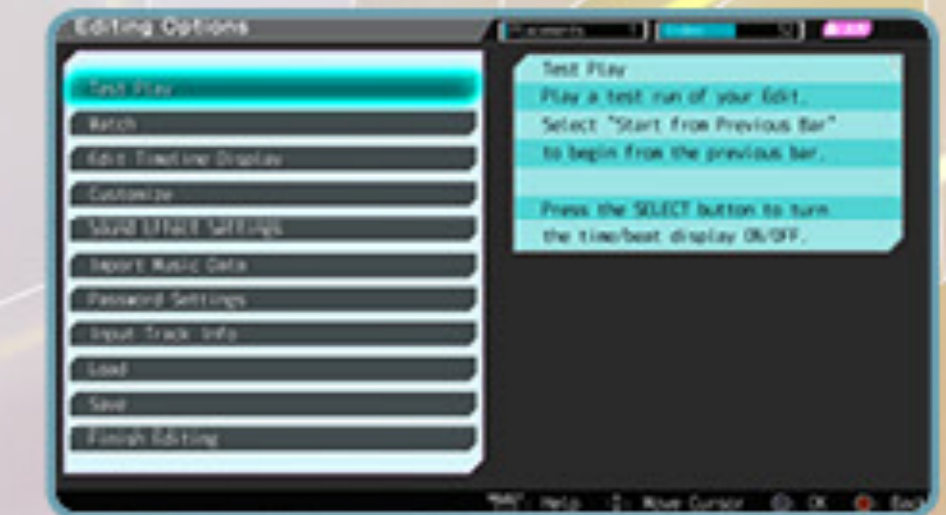 Editing Options
Test Play
Watch
Edit Timeline Display
Customize
Sound Effect Settings
Import Music Data
Password Settings
Input Track Info
Load
Save
Finish Editing
Test Play
Play a test run of your Edit.
Select "Start from Previous Bar"
to begin from the previous bar.
Press the SELECT button to turn
the time/beat display ON/OFF.
Help Move Cursor OK Back